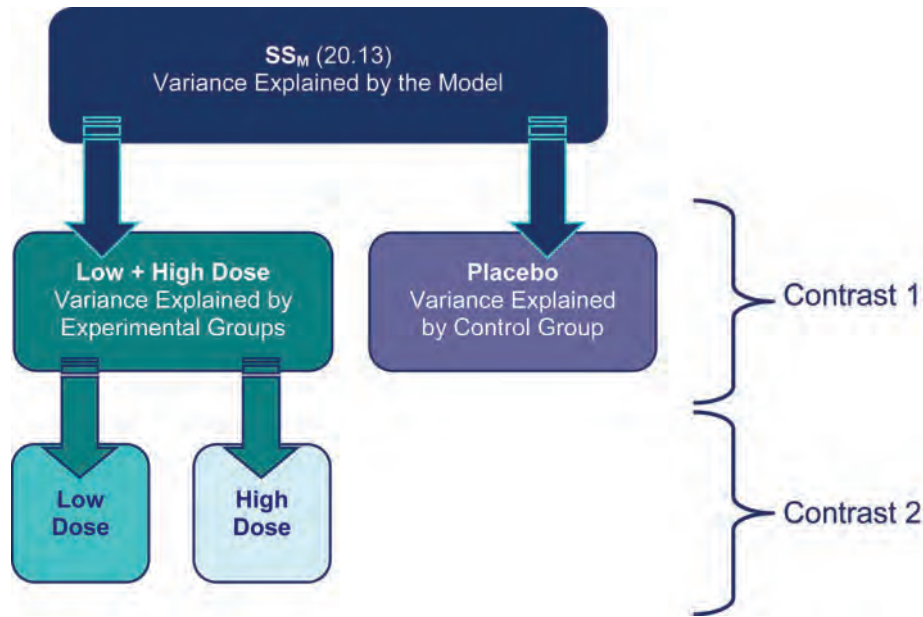 SSM (20.13)
Variance Explained by the Model
Low + High Dose
Variance Explained by
Experimental Groups
Placebo
Variance Explained
by Control Group
Contrast 1
Low
Dose
High
Dose
Contrast 2